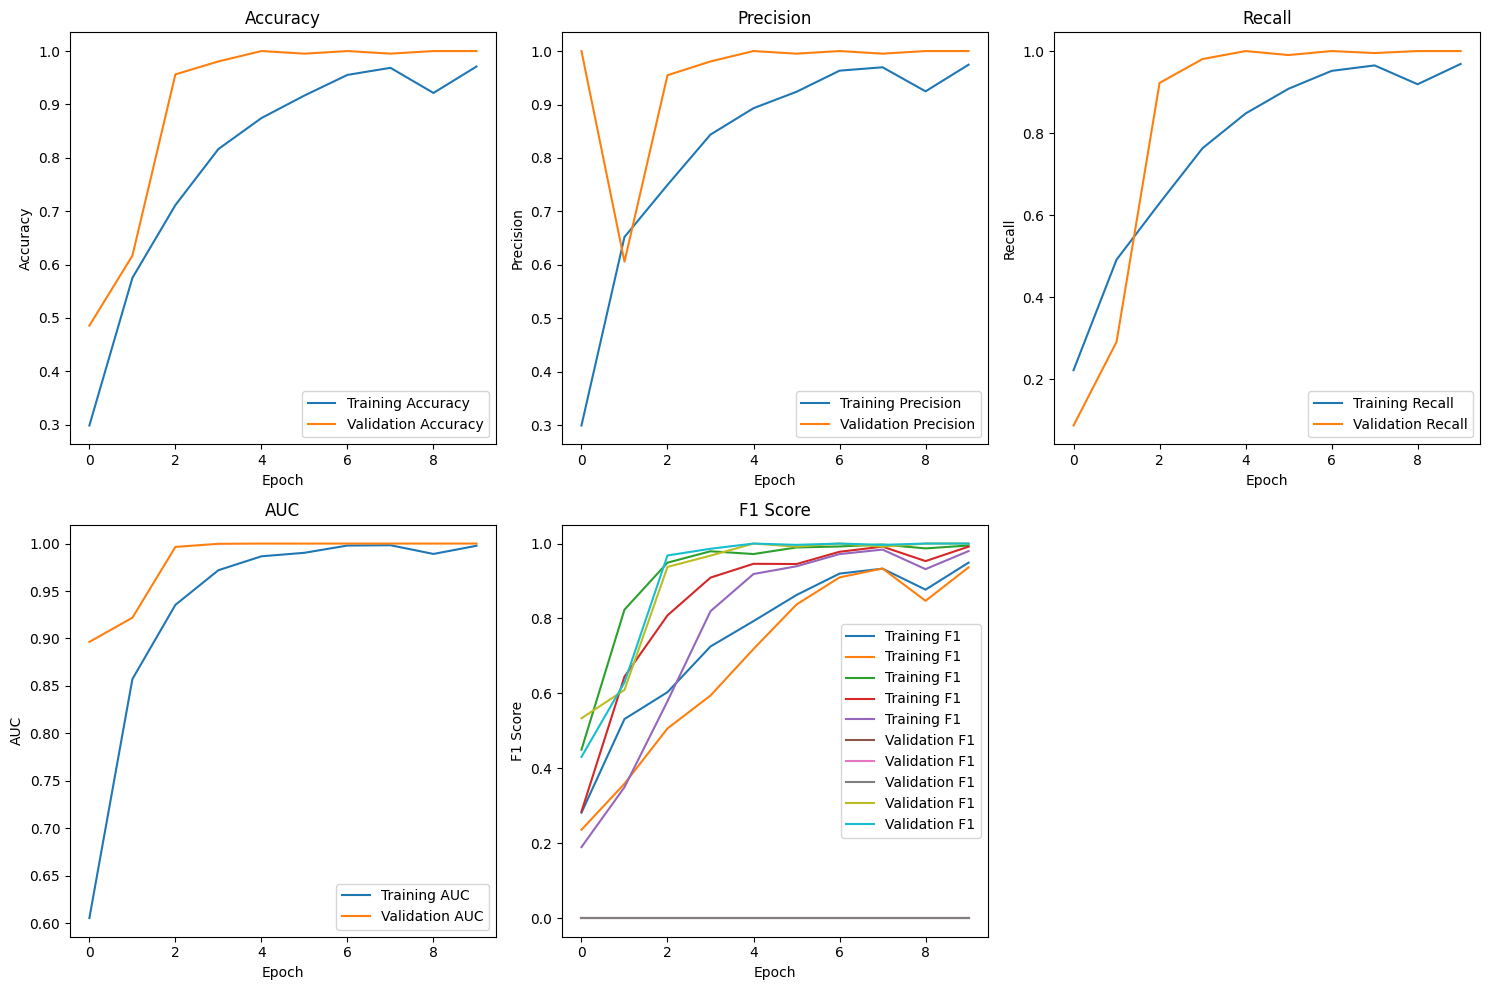 Accuracy
Accuracy
1.0
0.9
0.8
0.7
0.6
0.5
0.4
0.3
0 2 4 6 8
Epoch
Training Accuracy
Validation Accuracy
Precision
Precision
1.0
0.9
0.8
0.7
0.6
0.5
0.4
0.3
0 2 4 6 8
Epoch
Training Precision
Validation Precision
Recall
Recall
1.0
0.8
0.6
0.4
0.2
0 2 4 6 8
Epoch
Training Recall
Validation Recall
AUC
AUC
1.00
0.95
0.90
0.85
0.80
0.75
0.70
0.65
0.60
0 2 4 6 8
Epoch
Training AUC
Validation AUC
F1 Score
F1 Score
1.0
0.8
0.6
0.4
0.2
0.0
0 2 4 6 8
Epoch
Training F1
Training F1
Training F1
Training F1
Training F1
Validation F1
Validation F1
Validation F1
Validation F1
Validation F1